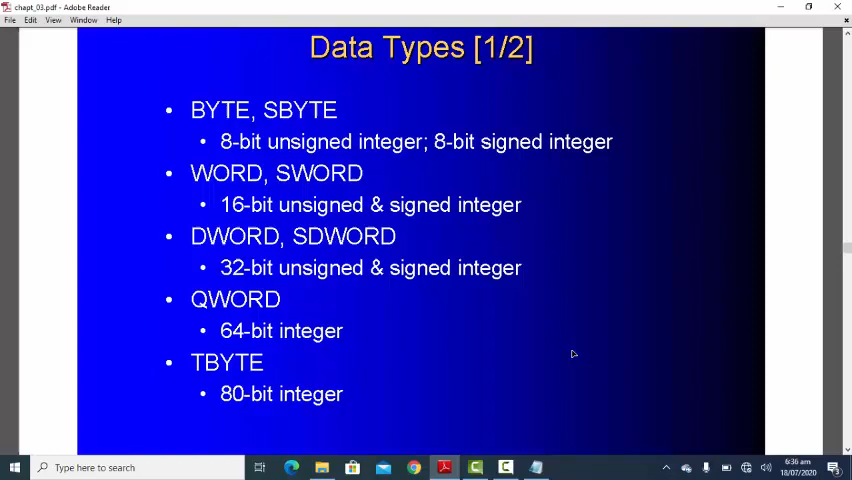 chapt_03.pdf - Adobe Reader
File Edit View Window Help
Data Types [1/2]
• BYTE, SBYTE
• 8-bit unsigned integer; 8-bit signed integer
• WORD, SWORD
• 16-bit unsigned & signed integer
• DWORD, SDWORD
• 32-bit unsigned & signed integer
• QWORD
• 64-bit integer
• TBYTE
• 80-bit integer
Type here to search
6:36 am
18/07/2020
3